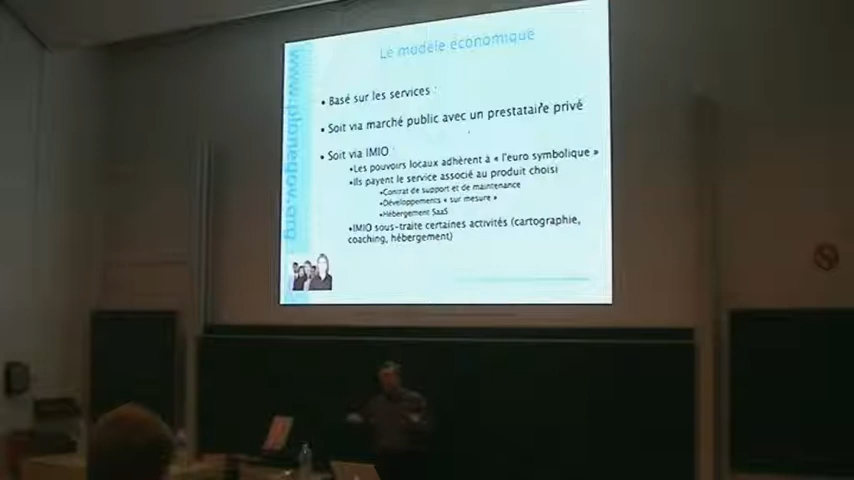 Le modèle économique
www.plonegov.org
• Basé sur les services :
• Soit via marché public avec un prestataire privé
• Soit via IMIO :
•Les pouvoirs locaux adhèrent à « l'euro symbolique »
•Ils payent le service associé au produit choisi
•Contrat de support et de maintenance
•Développements « sur mesure »
•Hébergement SaaS
•IMIO sous-traite certaines activités (cartographie,
coaching, hébergement)